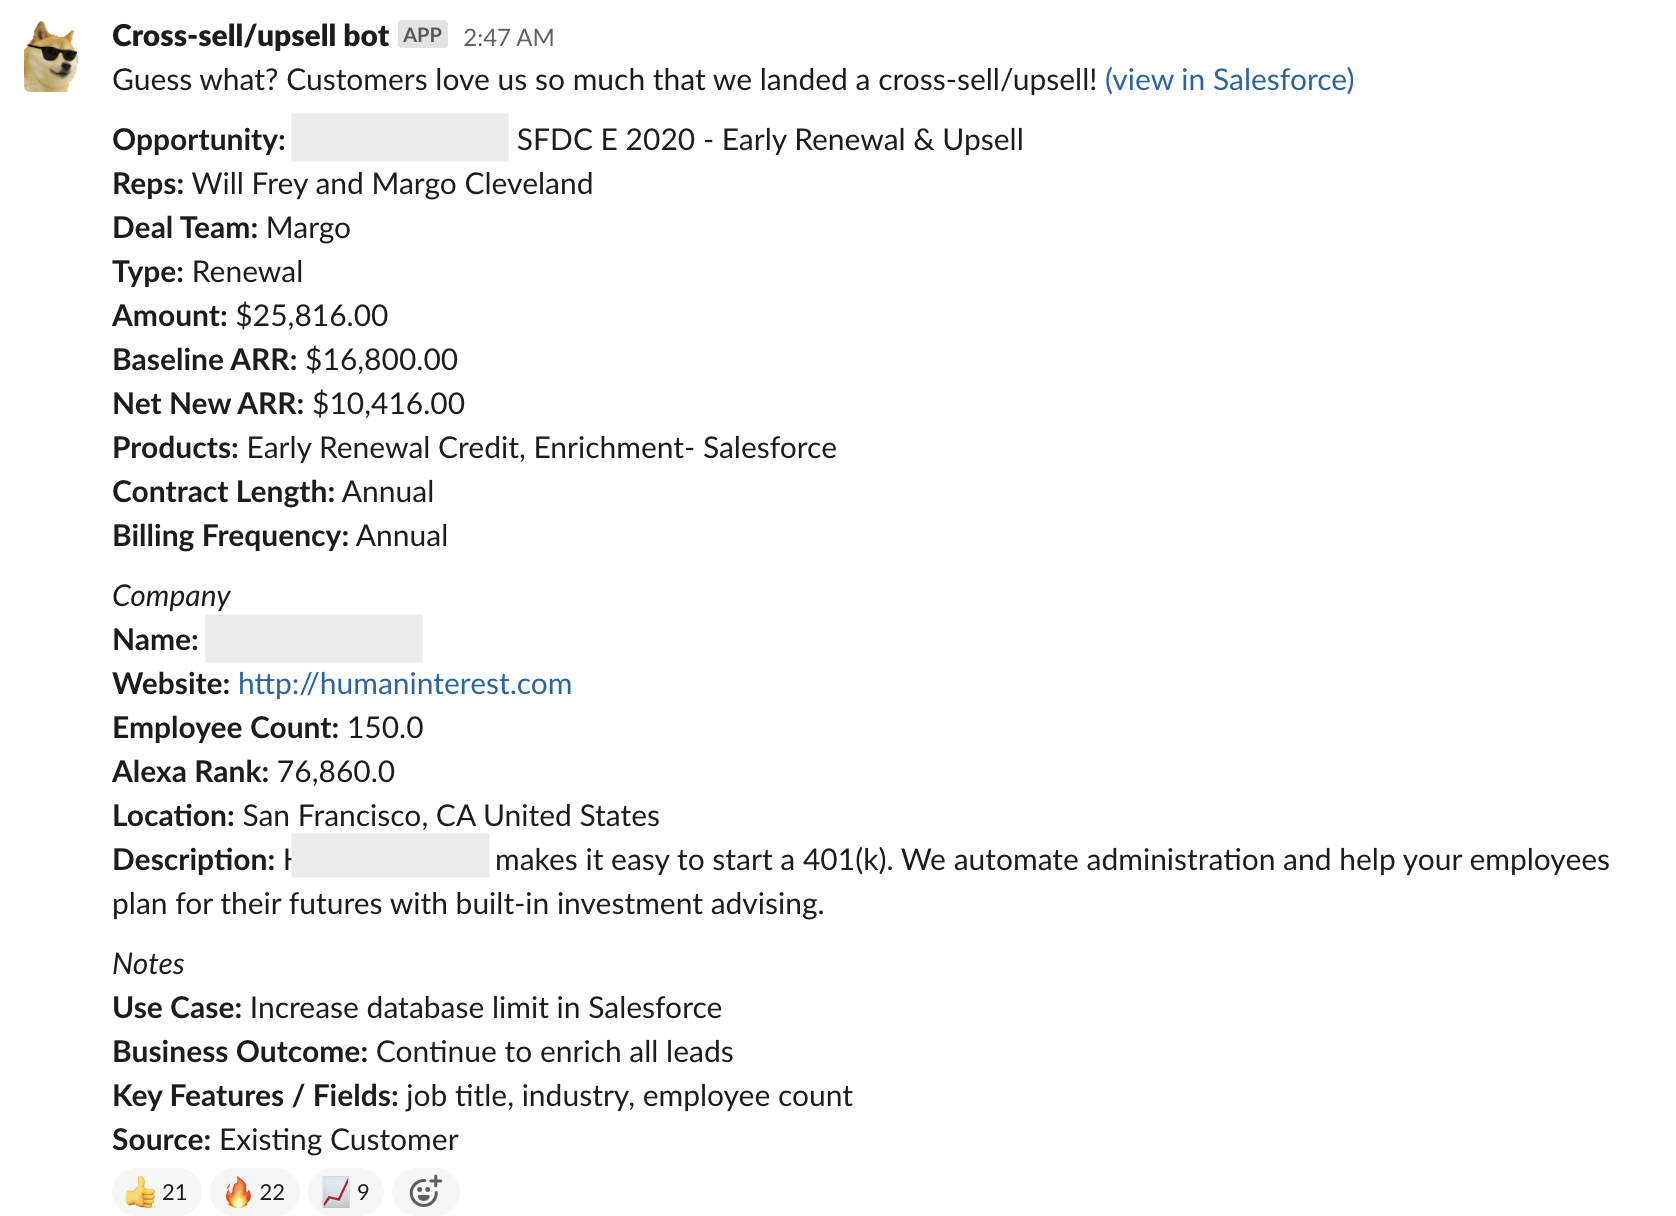 Cross-sell/upsell bot APP 2:47 AM
Guess what? Customers love us so much that we landed a cross-sell/upsell! (view in Salesforce)
Opportunity: SFDC E 2020 - Early Renewal & Upsell
Reps: Will Frey and Margo Cleveland
Deal Team: Margo
Type: Renewal
Amount: $25,816.00
Baseline ARR: $16,800.00
Net New ARR: $10,416.00
Products: Early Renewal Credit, Enrichment- Salesforce
Contract Length: Annual
Billing Frequency: Annual
Company
Name:
Website: http://humaninterest.com
Employee Count: 150.0
Alexa Rank: 76,860.0
Location: San Francisco, CA United States
Description: makes it easy to start a 401(k). We automate administration and help your employees
plan for their futures with built-in investment advising.
Notes
Use Case: Increase database limit in Salesforce
Business Outcome: Continue to enrich all leads
Key Features / Fields: job title, industry, employee count
Source: Existing Customer
21 22 9